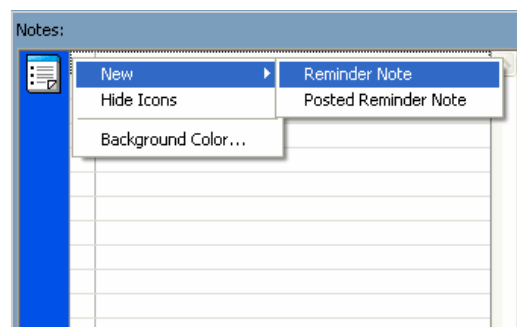 Notes:
New Reminder Note
Hide Icons Posted Reminder Note
Background Color...